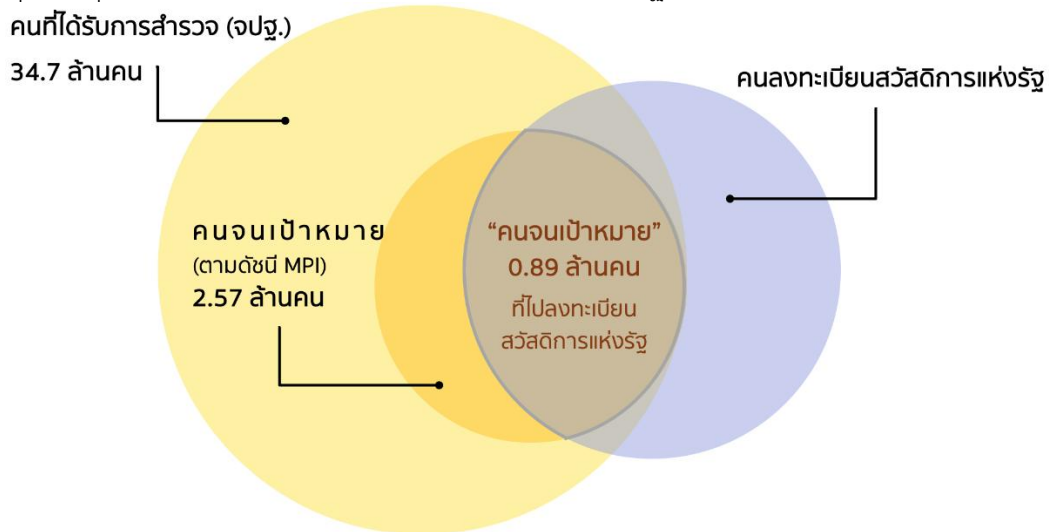 คนที่ได้รับการสำรวจ (จปฐ.)
34.7 ล้านคน
คนลงทะเบียนสวัสดิการแห่งรัฐ
คนจนเป้าหมาย
(ตามดัชนี MPI)
2.57 ล้านคน
“คนจนเป้าหมาย”
0.89 ล้านคน
ที่ไปลงทะเบียน
สวัสดิการแห่งรัฐ